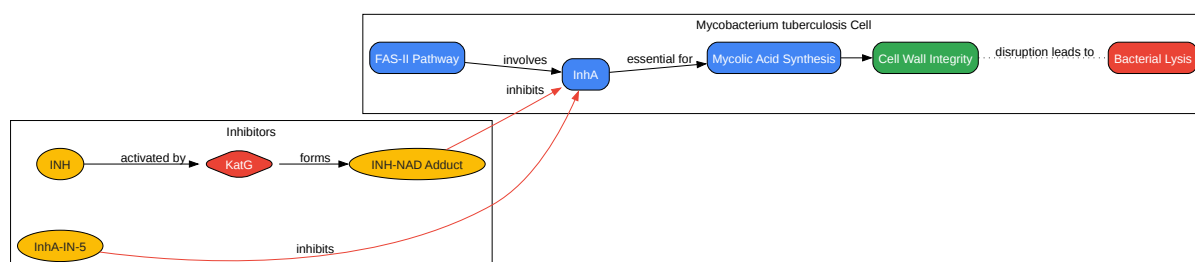 Mycobacterium tuberculosis Cell
FAS-II Pathway
involves
InhA
essential for
Mycolic Acid Synthesis
Cell Wall Integrity
disruption leads to
Bacterial Lysis
inhibits
Inhibitors
INH
activated by
KatG
forms
INH-NAD Adduct
InhA-IN-5
inhibits